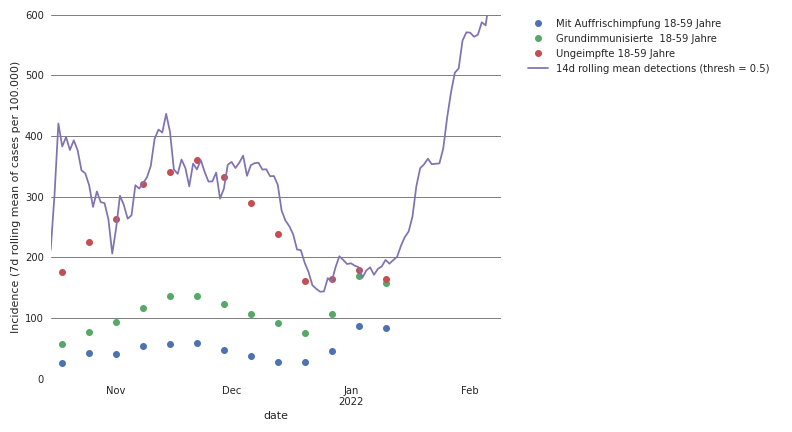 600
500
400
300
200
100
0
Incidence (7d rolling mean of cases per 100.000)
Nov
Dec
Jan
Feb
2022
date
Mit Auffrischimpfung 18-59 Jahre
Grundimmunisierte  18-59 Jahre
Ungeimpfte 18-59 Jahre
14d rolling mean detections (thresh = 0.5)